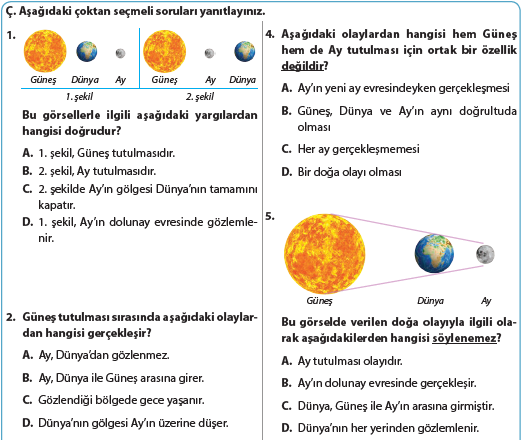 Ç. Aşağıdaki çoktan seçmeli soruları yanıtlayınız.
1.
Güneş Dünya Ay Güneş Ay Dünya
1. şekil 2. şekil
Bu görsellerle ilgili aşağıdaki yargılardan
hangisi doğrudur?
A. 1. şekil, Güneş tutulmasıdır.
B. 2. şekil, Ay tutulmasıdır.
C. 2. şekilde Ay’ın gölgesi Dünya’nın tamamını
kapatır.
D. 1. şekil, Ay’ın dolunay evresinde gözlemle-
nir.
2. Güneş tutulması sırasında aşağıdaki olaylar-
dan hangisi gerçekleşir?
A. Ay, Dünya’dan gözlenmez.
B. Ay, Dünya ile Güneş arasına girer.
C. Gözlendiği bölgede gece yaşanır.
D. Dünya’nın gölgesi Ay’ın üzerine düşer.
4. Aşağıdaki olaylardan hangisi hem Güneş
hem de Ay tutulması için ortak bir özellik
değildir?
A. Ay’ın yeni ay evresindeyken gerçekleşmesi
B. Güneş, Dünya ve Ay’ın aynı doğrultuda
olması
C. Her ay gerçekleşmemesi
D. Bir doğa olayı olması
5.
Güneş Dünya Ay
Bu görselde verilen doğa olayıyla ilgili ola-
rak aşağıdakilerden hangisi söylenemez?
A. Ay tutulması olayıdır.
B. Ay’ın dolunay evresinde gerçekleşir.
C. Dünya, Güneş ile Ay’ın arasına girmiştir.
D. Dünya’nın her yerinden gözlemlenir.